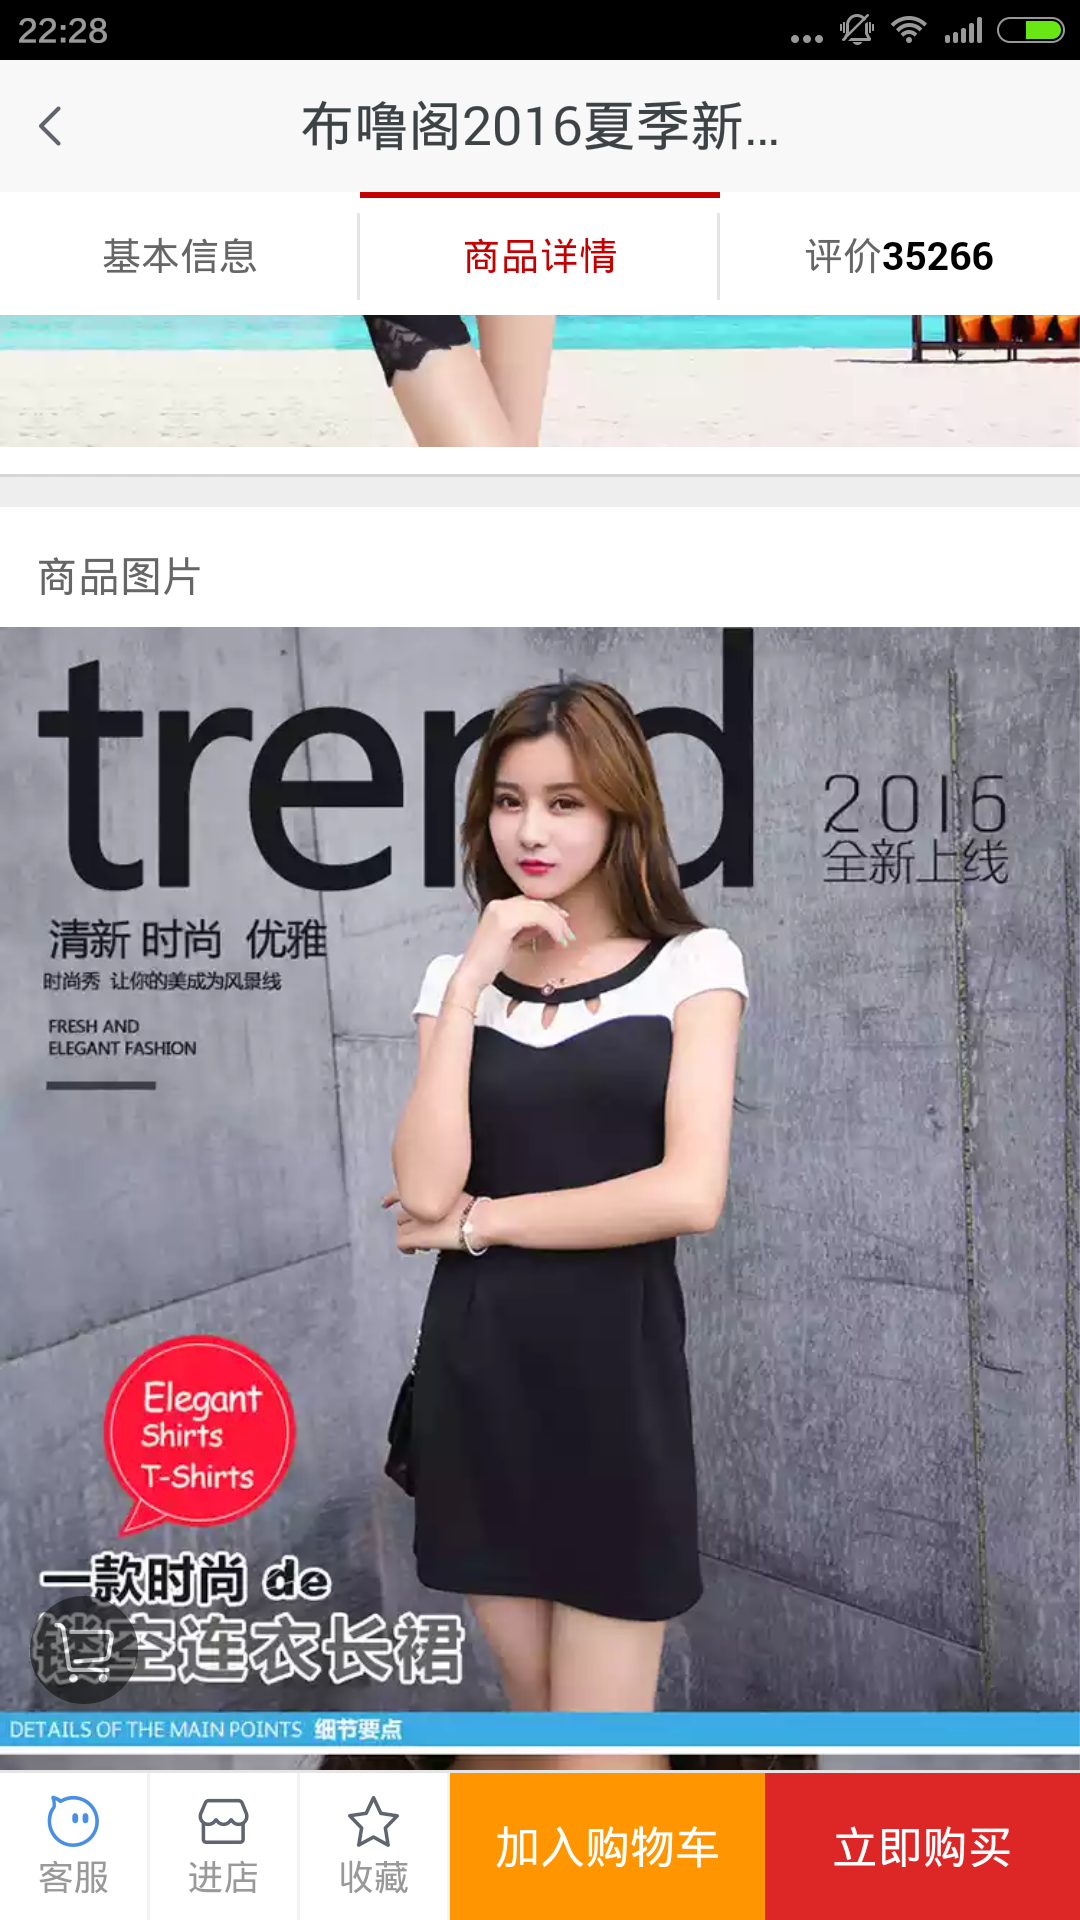 22:28
布噜阁2016夏季新...
基本信息
商品详情
评价35266
商品图片
trend
2016
全新上线
清新 时尚 优雅
时尚秀 让你的美成为风景线
FRESH AND
ELEGANT FASHION
Elegant
Shirts
T-Shirts
一款时尚 de
镂空连衣长裙
DETAILS OF THE MAIN POINTS 细节要点
客服
进店
收藏
加入购物车
立即购买